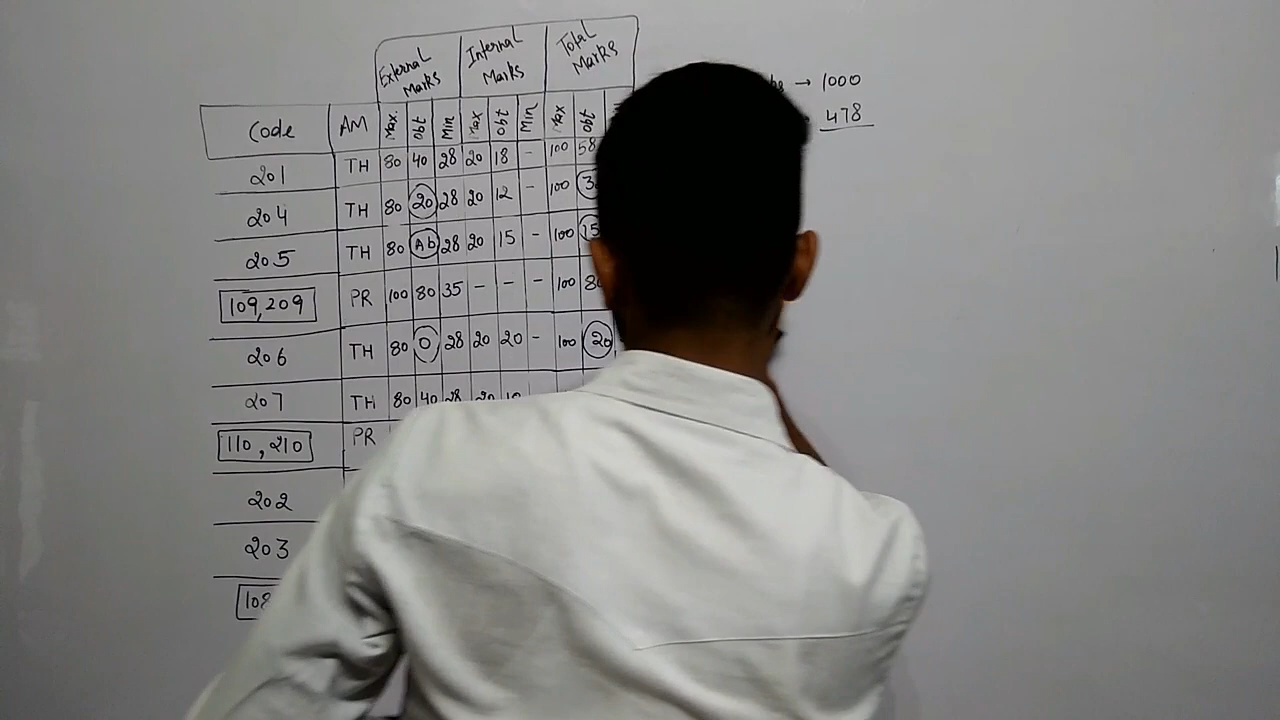 External Marks Internal Marks Total Marks
→ 1000
478
Code AM Max. Obt Min Max Obt Min Max Obt
201 TH 80 40 28 20 18 - 100 58
204 TH 80 20 28 20 12 - 100
205 TH 80 Ab 28 20 15 - 100 15
109,209 PR 100 80 35 - - - 100 80
206 TH 80 0 28 20 20 - 100 20
207 TH 80 40 28 20
110,210 PR
202
203